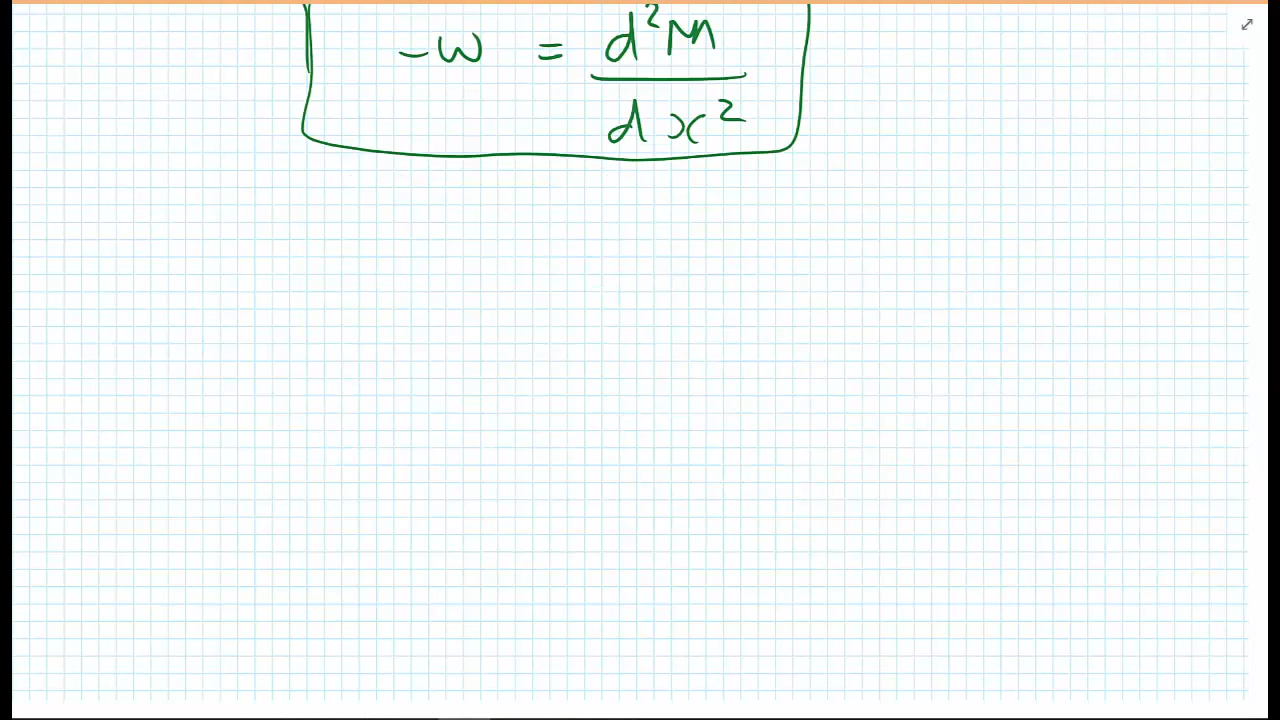 -w = d²M
dx²